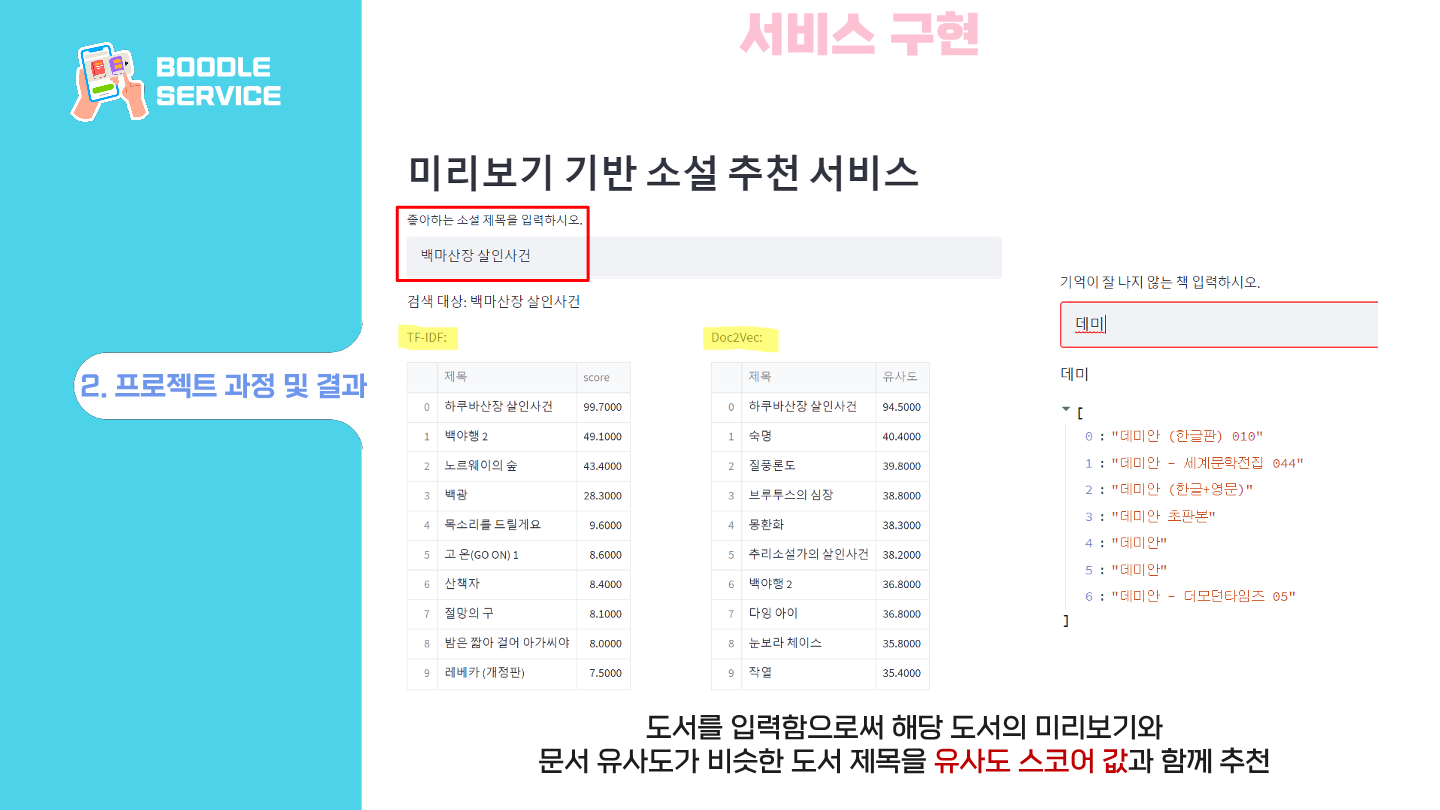 서비스 구현
BOODLE
SERVICE
2. 프로젝트 과정 및 결과
미리보기 기반 소설 추천 서비스
좋아하는 소설 제목을 입력하시오.
백마산장 살인사건
검색 대상: 백마산장 살인사건
TF-IDF:
제목 score
0 하쿠바산장 살인사건 99.7000
1 백야행 2 49.1000
2 노르웨이의 숲 43.4000
3 백광 28.3000
4 목소리를 드릴게요 9.6000
5 고 온(GO ON) 1 8.6000
6 산책자 8.4000
7 절망의 구 8.1000
8 밤은 짧아 걸어 아가씨야 8.0000
9 레베카 (개정판) 7.5000
Doc2Vec:
제목 유사도
0 하쿠바산장 살인사건 94.5000
1 숙명 40.4000
2 질풍론도 39.8000
3 브루투스의 심장 38.8000
4 몽환화 38.3000
5 추리소설가의 살인사건 38.2000
6 백야행 2 36.8000
7 다잉 아이 36.8000
8 눈보라 체이스 35.8000
9 작열 35.4000
기억이 잘 나지 않는 책 입력하시오.
데미
데미
[
0 : "데미안 (한글판) 010"
1 : "데미안 - 세계문학전집 044"
2 : "데미안 (한글+영문)"
3 : "데미안 초판본"
4 : "데미안"
5 : "데미안"
6 : "데미안 - 더모던타임즈 05"
]
도서를 입력함으로써 해당 도서의 미리보기와
문서 유사도가 비슷한 도서 제목을 유사도 스코어 값과 함께 추천